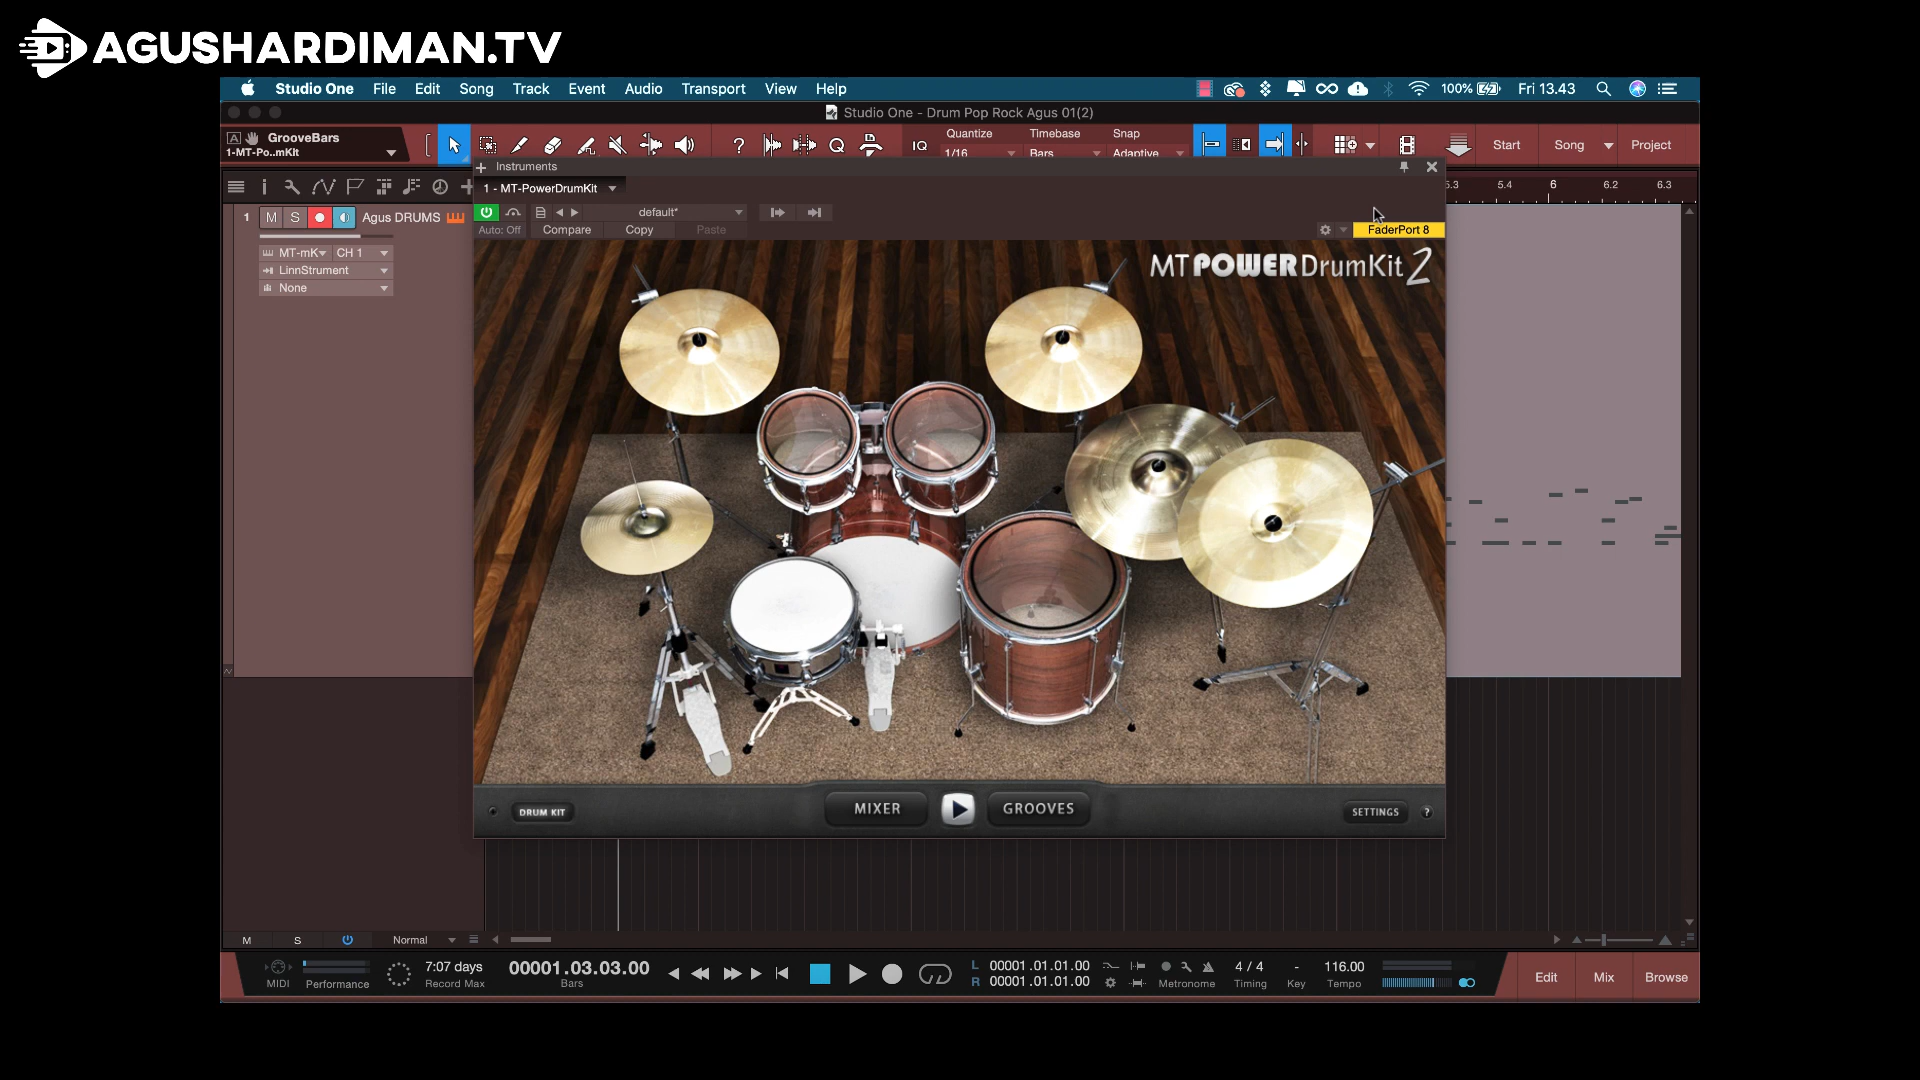 AGUSHARDIMAN.TV
Studio One File Edit Song Track Event Audio Transport View Help 100% Fri 13.43
Studio One - Drum Pop Rock Agus 01(2)
A GrooveBars
1-MT-Po..mKIt
Quantize Timebase Snap
IQ 1/16 Bars Adaptive
Start Song Project
Instruments
1 - MT-PowerDrumKit
5.3 5.4 6 6.2 6.3
default*
Auto: Off Compare Copy Paste FaderPort 8
1 M S Agus DRUMS
MT-mK CH 1
LinnStrument
None
MT POWER DrumKit 2
DRUM KIT MIXER GROOVES SETTINGS ?
M S Normal
MIDI Performance
7:07 days
Record Max
00001.03.03.00
Bars
L 00001.01.01.00
R 00001.01.01.00
Metronome
4 / 4
Timing
-
Key
116.00
Tempo
Edit Mix Browse